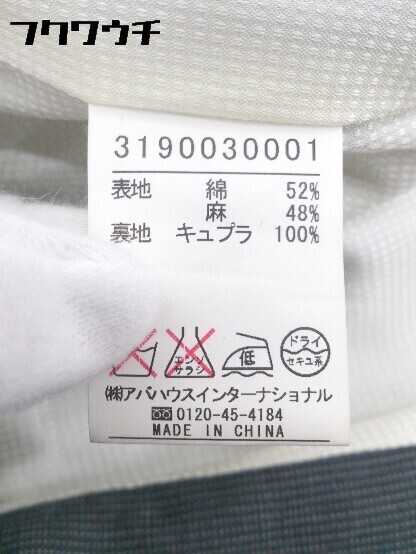 フクワウチ
3190030001
表地 綿 52%
麻 48%
裏地 キュプラ 100%
エンソ サラシ 低 ドライ セキユ系
㈱アバハウスインターナショナル
0120-45-4184
MADE IN CHINA